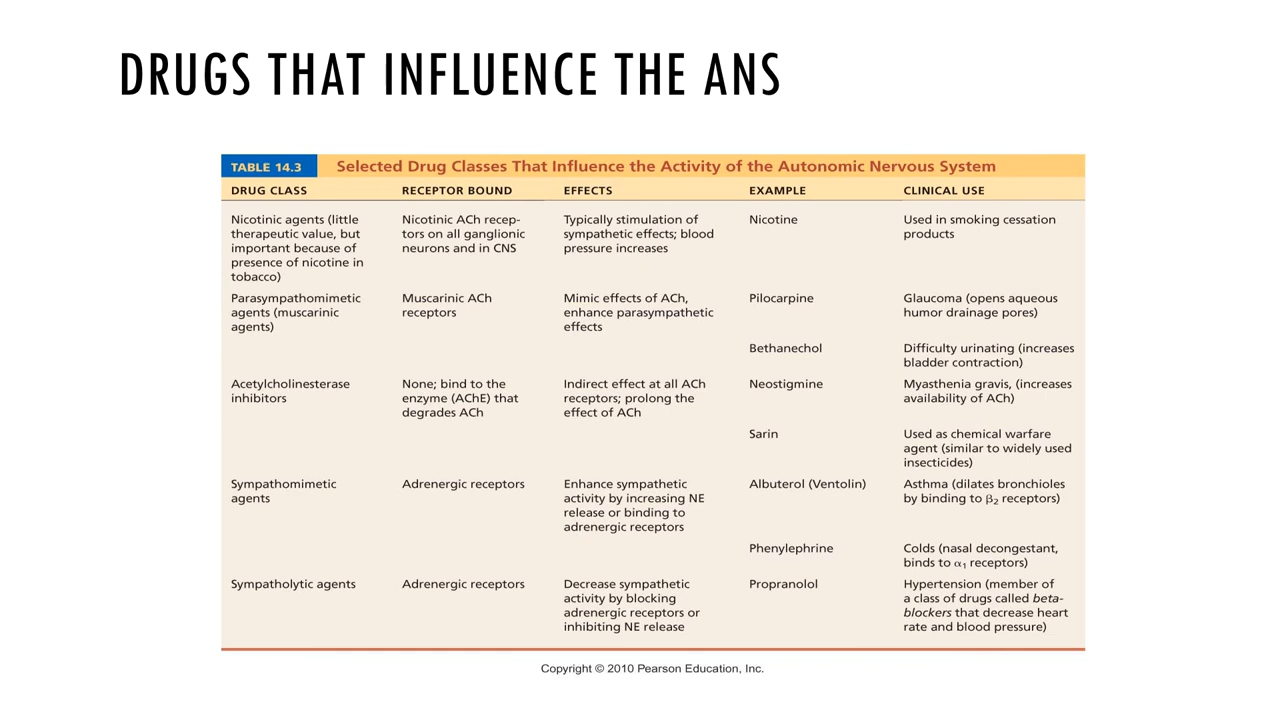 DRUGS THAT INFLUENCE THE ANS
TABLE 14.3 Selected Drug Classes That Influence the Activity of the Autonomic Nervous System
DRUG CLASS RECEPTOR BOUND EFFECTS EXAMPLE CLINICAL USE
Nicotinic agents (little Nicotinic ACh recep- Typically stimulation of Nicotine Used in smoking cessation
therapeutic value, but tors on all ganglionic sympathetic effects; blood products
important because of neurons and in CNS pressure increases
presence of nicotine in
tobacco)
Parasympathomimetic Muscarinic ACh Mimic effects of ACh, Pilocarpine Glaucoma (opens aqueous
agents (muscarinic receptors enhance parasympathetic humor drainage pores)
agents) effects
Bethanechol Difficulty urinating (increases
bladder contraction)
Acetylcholinesterase None; bind to the Indirect effect at all ACh Neostigmine Myasthenia gravis, (increases
inhibitors enzyme (AChE) that receptors; prolong the availability of ACh)
degrades ACh effect of ACh
Sarin Used as chemical warfare
agent (similar to widely used
insecticides)
Sympathomimetic Adrenergic receptors Enhance sympathetic Albuterol (Ventolin) Asthma (dilates bronchioles
agents activity by increasing NE by binding to β₂ receptors)
release or binding to
adrenergic receptors
Phenylephrine Colds (nasal decongestant,
binds to α₁ receptors)
Sympatholytic agents Adrenergic receptors Decrease sympathetic Propranolol Hypertension (member of
activity by blocking a class of drugs called beta-
adrenergic receptors or blockers that decrease heart
inhibiting NE release rate and blood pressure)
Copyright © 2010 Pearson Education, Inc.